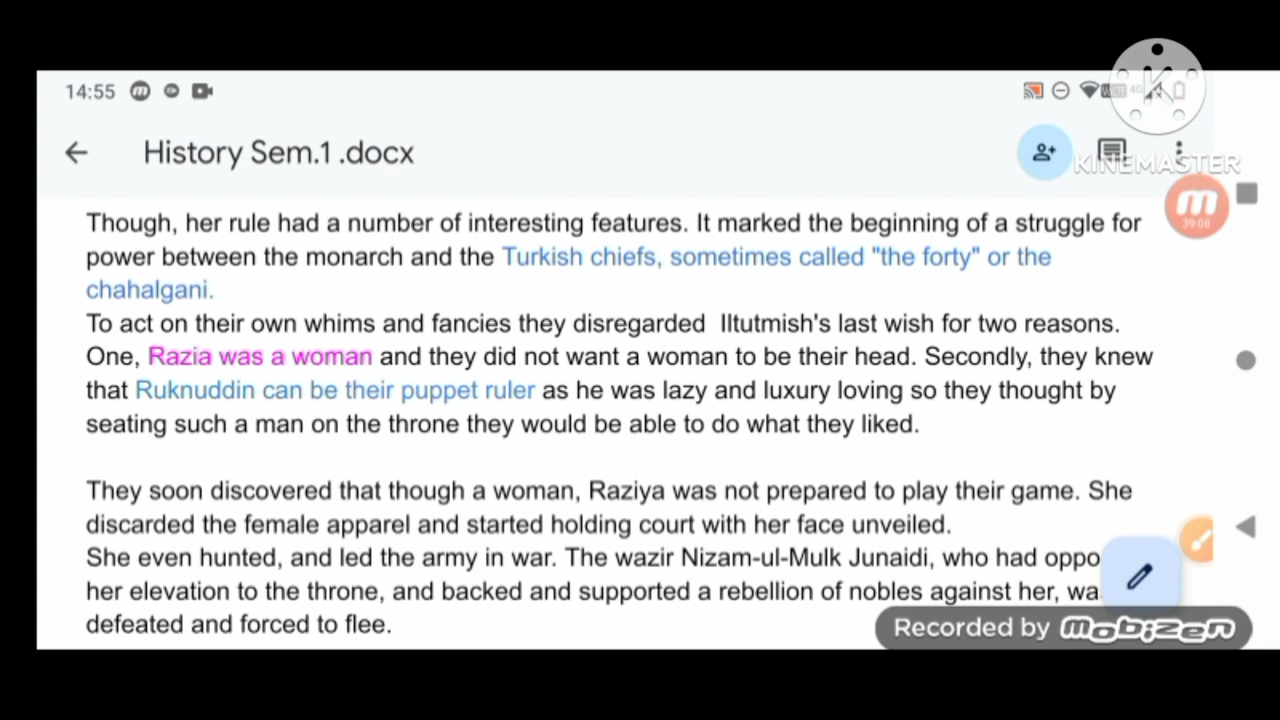 14:55
KINEMASTER
History Sem.1 .docx
39:08
Though, her rule had a number of interesting features. It marked the beginning of a struggle for
power between the monarch and the Turkish chiefs, sometimes called "the forty" or the
chahalgani.
To act on their own whims and fancies they disregarded Iltutmish's last wish for two reasons.
One, Razia was a woman and they did not want a woman to be their head. Secondly, they knew
that Ruknuddin can be their puppet ruler as he was lazy and luxury loving so they thought by
seating such a man on the throne they would be able to do what they liked.
They soon discovered that though a woman, Raziya was not prepared to play their game. She
discarded the female apparel and started holding court with her face unveiled.
She even hunted, and led the army in war. The wazir Nizam-ul-Mulk Junaidi, who had oppo
her elevation to the throne, and backed and supported a rebellion of nobles against her, wa
defeated and forced to flee.
Recorded by mobizen